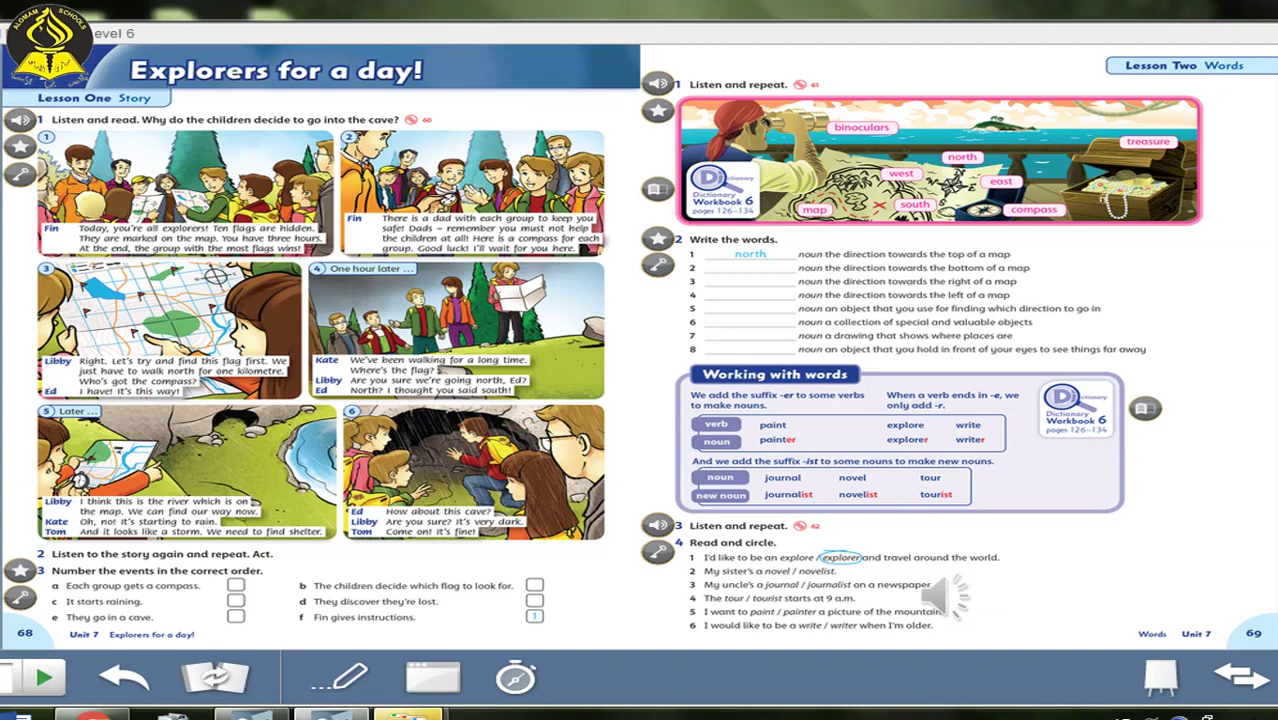 ALOMAM SCHOOLS
evel 6
Explorers for a day!
Lesson One Story
1 Listen and read. Why do the children decide to go into the cave? 60
1
Fin Today, you're all explorers! Ten flags are hidden.
They are marked on the map. You have three hours.
At the end, the group with the most flags wins!
2
Fin There is a dad with each group to keep you
safe! Dads – remember you must not help
the children at all! Here is a compass for each
group. Good luck! I'll wait for you here.
3
Libby Right. Let's try and find this flag first. We
just have to walk north for one kilometre.
Who's got the compass?
Ed I have! It's this way!
4 One hour later ...
Kate We've been walking for a long time.
Where's the flag?
Libby Are you sure we're going north, Ed?
Ed North? I thought you said south!
5 Later ...
Libby I think this is the river which is on
the map. We can find our way now.
Kate Oh, no! It's starting to rain.
Tom And it looks like a storm. We need to find shelter.
6
Ed How about this cave?
Libby Are you sure? It's very dark.
Tom Come on! It's fine!
2 Listen to the story again and repeat. Act.
3 Number the events in the correct order.
a Each group gets a compass.
b The children decide which flag to look for.
c It starts raining.
d They discover they're lost.
e They go in a cave.
f Fin gives instructions. 1
68 Unit 7 Explorers for a day!
Lesson Two Words
1 Listen and repeat. 61
binoculars
treasure
north
west
east
south
map
compass
Di
Dictionary
Workbook 6
pages 126–134
2 Write the words.
1 north noun the direction towards the top of a map
2 noun the direction towards the bottom of a map
3 noun the direction towards the right of a map
4 noun the direction towards the left of a map
5 noun an object that you use for finding which direction to go in
6 noun a collection of special and valuable objects
7 noun a drawing that shows where places are
8 noun an object that you hold in front of your eyes to see things far away
Working with words
We add the suffix -er to some verbs
to make nouns.
When a verb ends in -e, we
only add -r.
verb paint explore write
noun painter explorer writer
And we add the suffix -ist to some nouns to make new nouns.
noun journal novel tour
new noun journalist novelist tourist
Di
Dictionary
Workbook 6
pages 126–134
3 Listen and repeat. 62
4 Read and circle.
1 I'd like to be an explore / explorer and travel around the world.
2 My sister's a novel / novelist.
3 My uncle's a journal / journalist on a newspaper
4 The tour / tourist starts at 9 a.m.
5 I want to paint / painter a picture of the mountain
6 I would like to be a write / writer when I'm older.
Words Unit 7 69